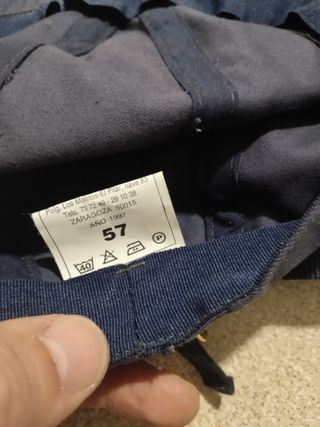 Polg. Los Molinos-El Pilar, nave 83
Tels. 73 72 49 - 29 10 38
ZARAGOZA 50015
AÑO 1997
57
40
P